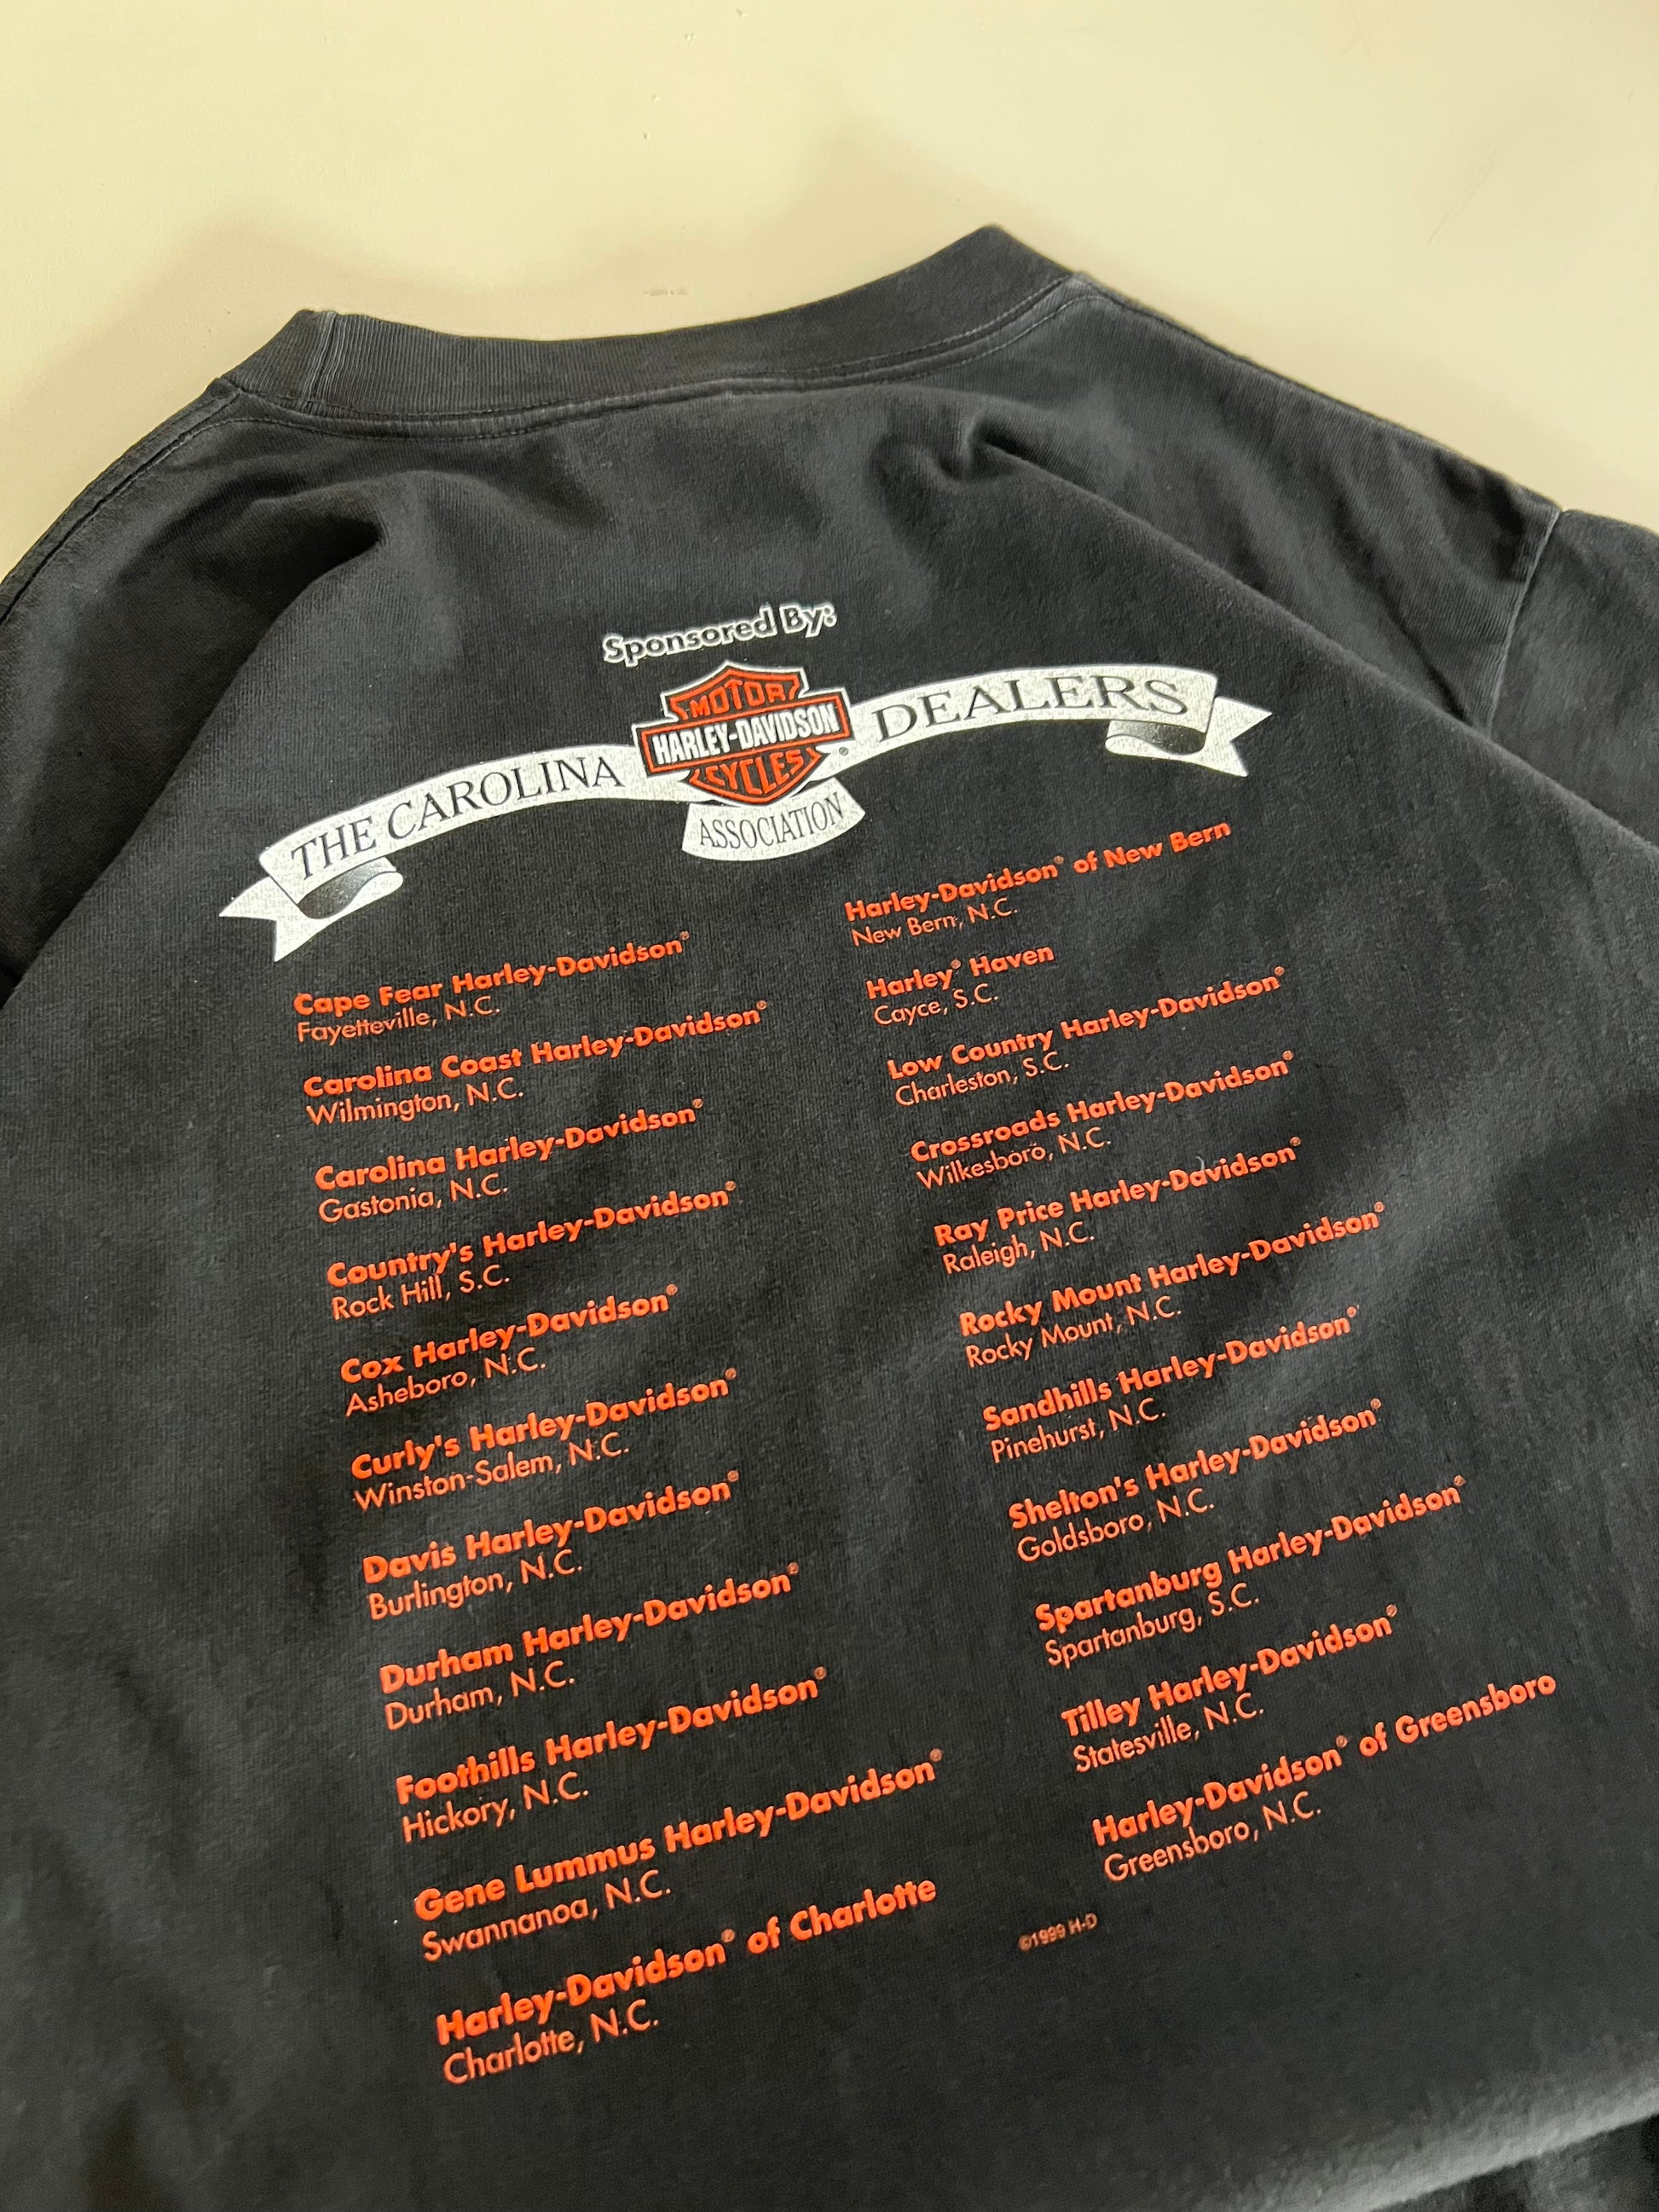 Sponsored By:
THE CAROLINA MOTOR HARLEY-DAVIDSON CYCLES ® DEALERS
ASSOCIATION
Cape Fear Harley-Davidson®
Fayetteville, N.C.
Carolina Coast Harley-Davidson®
Wilmington, N.C.
Carolina Harley-Davidson®
Gastonia, N.C.
Country's Harley-Davidson®
Rock Hill, S.C.
Cox Harley-Davidson®
Asheboro, N.C.
Curly's Harley-Davidson®
Winston-Salem, N.C.
Davis Harley-Davidson®
Burlington, N.C.
Durham Harley-Davidson®
Durham, N.C.
Foothills Harley-Davidson®
Hickory, N.C.
Gene Lummus Harley-Davidson®
Swannanoa, N.C.
Harley-Davidson® of Charlotte
Charlotte, N.C.
Harley-Davidson® of New Bern
New Bern, N.C.
Harley® Haven
Cayce, S.C.
Low Country Harley-Davidson®
Charleston, S.C.
Crossroads Harley-Davidson®
Wilkesboro, N.C.
Ray Price Harley-Davidson®
Raleigh, N.C.
Rocky Mount Harley-Davidson®
Rocky Mount, N.C.
Sandhills Harley-Davidson®
Pinehurst, N.C.
Shelton's Harley-Davidson®
Goldsboro, N.C.
Spartanburg Harley-Davidson®
Spartanburg, S.C.
Tilley Harley-Davidson®
Statesville, N.C.
Harley-Davidson® of Greensboro
Greensboro, N.C.
©1999 H-D